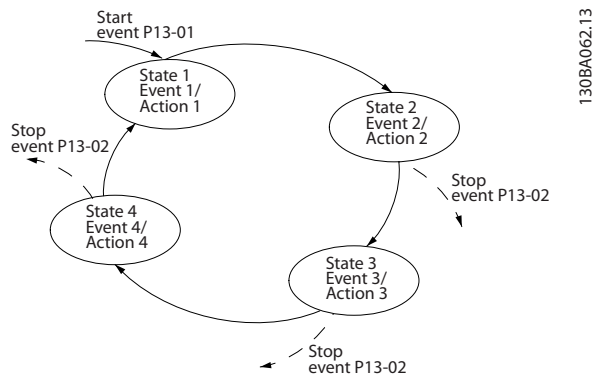 Start
event P13-01
130BA062.13
State 1
Event 1/
Action 1
State 2
Event 2/
Action 2
Stop
event P13-02
Stop
event P13-02
State 4
Event 4/
Action 4
State 3
Event 3/
Action 3
Stop
event P13-02